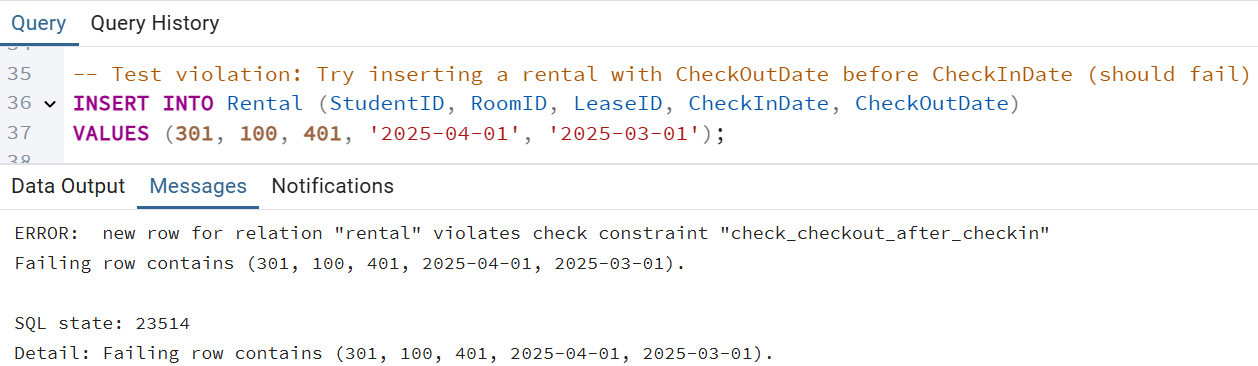 Query Query History
35 -- Test violation: Try inserting a rental with CheckOutDate before CheckInDate (should fail)
36 INSERT INTO Rental (StudentID, RoomID, LeaseID, CheckInDate, CheckOutDate)
37 VALUES (301, 100, 401, '2025-04-01', '2025-03-01');
38
Data Output Messages Notifications
ERROR:  new row for relation "rental" violates check constraint "check_checkout_after_checkin"
Failing row contains (301, 100, 401, 2025-04-01, 2025-03-01).
SQL state: 23514
Detail: Failing row contains (301, 100, 401, 2025-04-01, 2025-03-01).